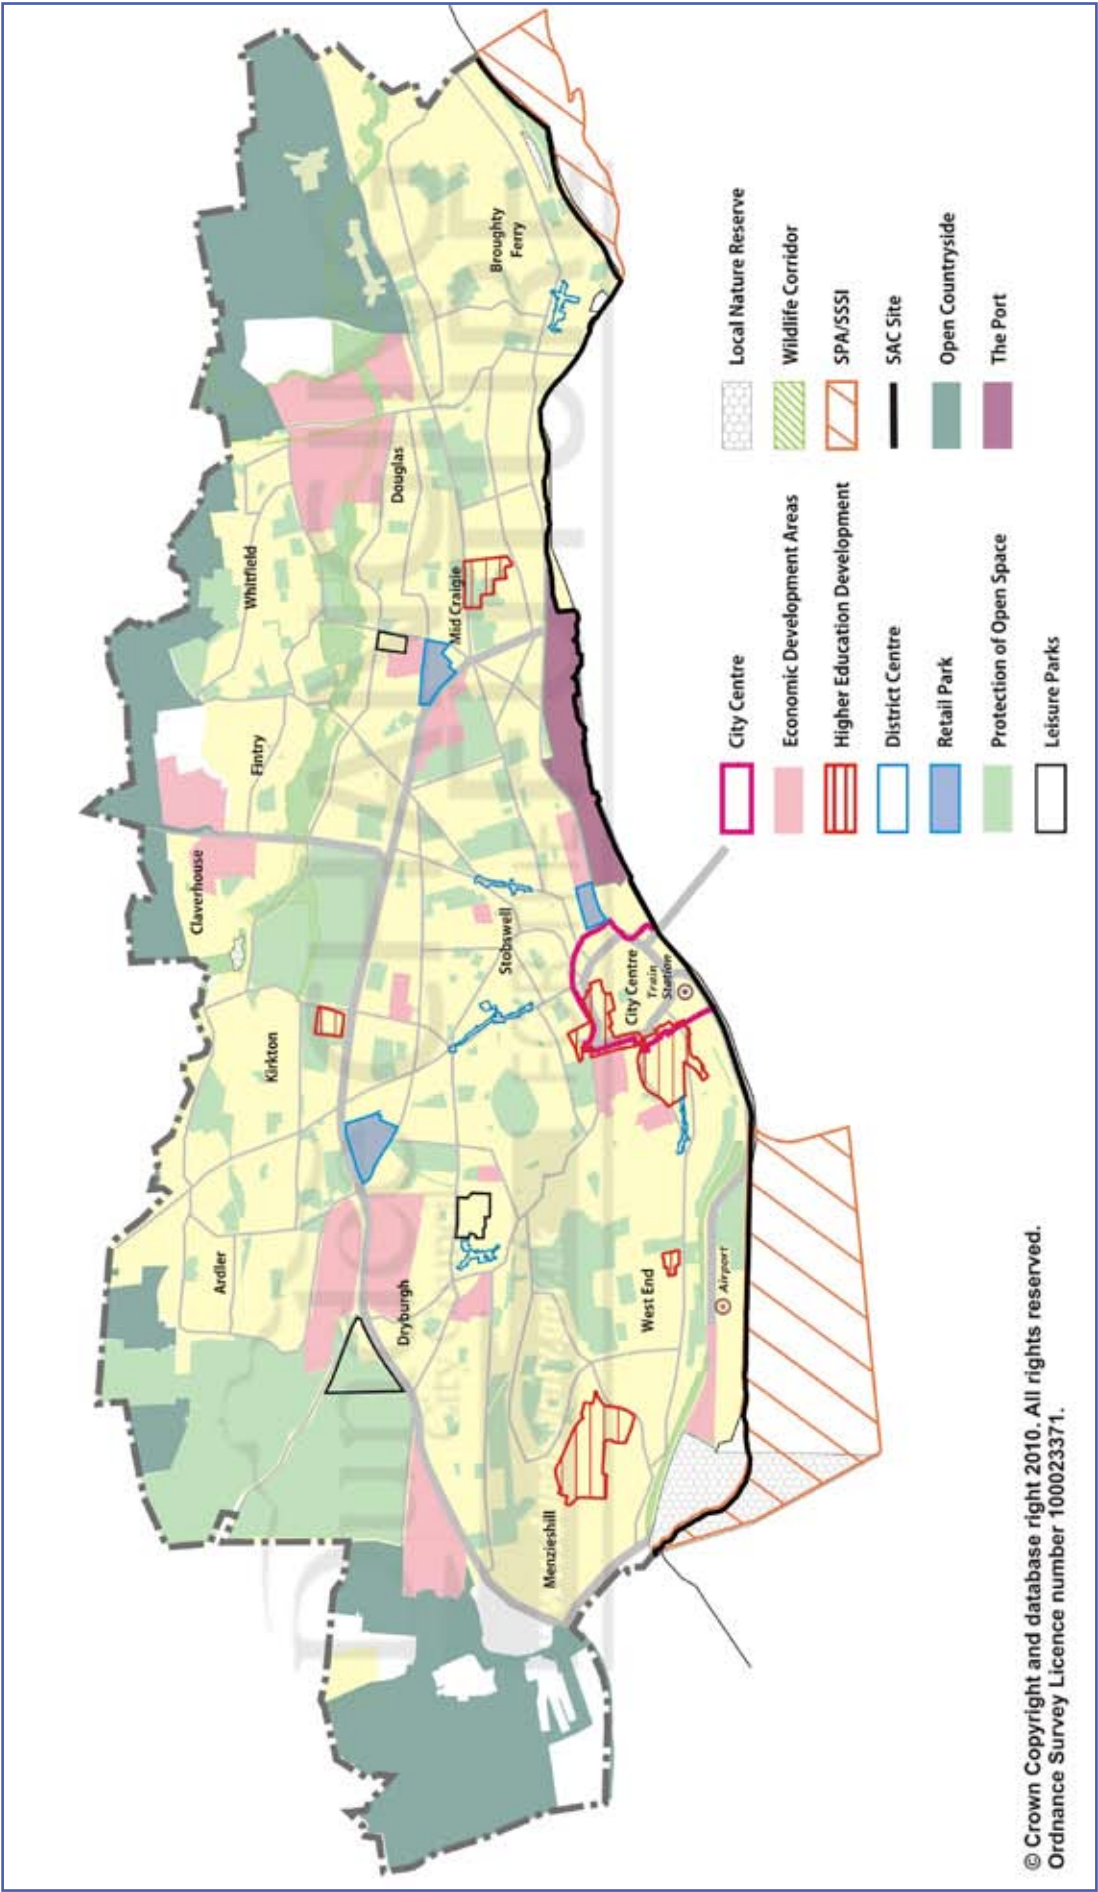 Ardler
Kirkton
Claverhouse
Fintry
Whitfield
Douglas
Broughty
Ferry
Dryburgh
Stobswell
Mid Craigie
Menzieshill
West End
Airport
City Centre
Train
Station
City Centre
Economic Development Areas
Higher Education Development
District Centre
Retail Park
Protection of Open Space
Leisure Parks
Local Nature Reserve
Wildlife Corridor
SPA/SSSI
SAC Site
Open Countryside
The Port
© Crown Copyright and database right 2010. All rights reserved.
Ordnance Survey Licence number 100023371.